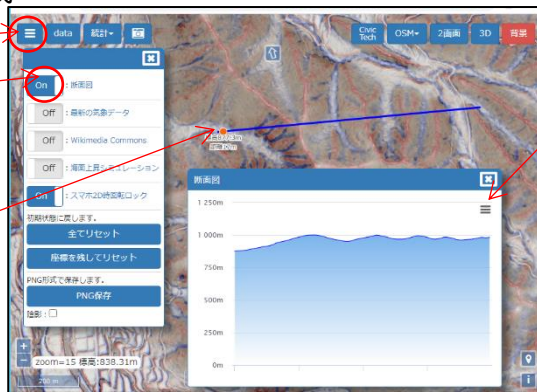 data
統計▾
Civic
Tech
OSM▾
2画面
3D
背景
On
：断面図
Off
：最新の気象データ
Off
：Wikimedia Commons
Off
：海面上昇シミュレーション
On
：スマホ2D時回転ロック
初期状態に戻します。
全てリセット
座標を残してリセット
PNG形式で保存します。
PNG保存
陰影：
断面図
1 250m
1 000m
750m
500m
250m
0m
zoom=15 標高:838.31m
200 m